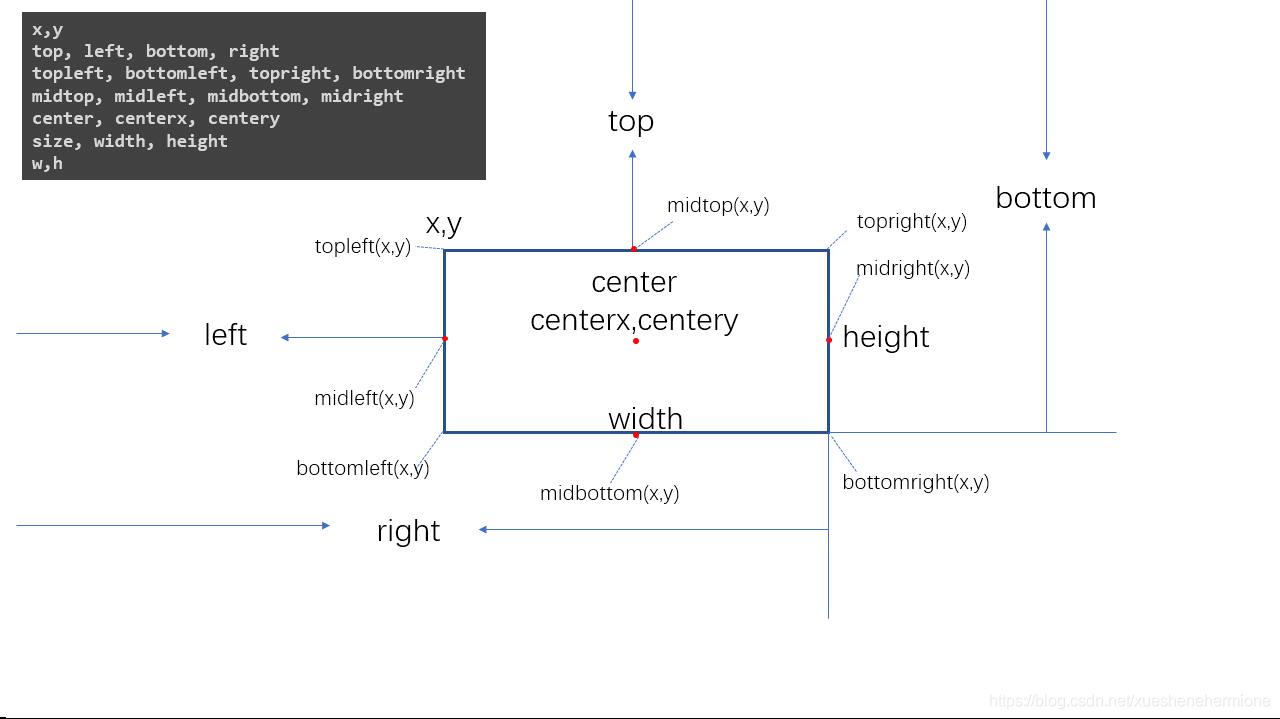 x,y
top, left, bottom, right
topleft, bottomleft, topright, bottomright
midtop, midleft, midbottom, midright
center, centerx, centery
size, width, height
w,h
top
bottom
midtop(x,y)
x,y
topright(x,y)
topleft(x,y)
midright(x,y)
center
centerx,centery
left
height
midleft(x,y)
width
bottomleft(x,y)
bottomright(x,y)
midbottom(x,y)
right
https://blog.csdn.net/xueshenehermione